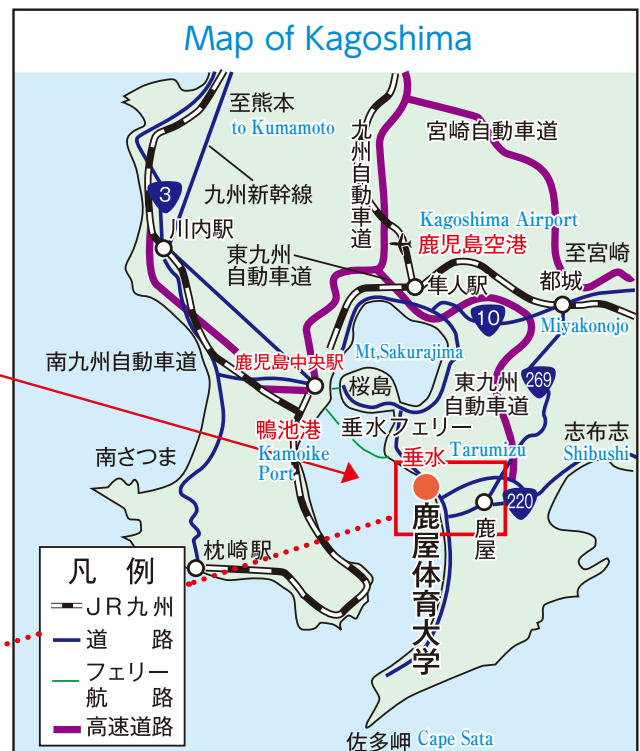 Map of Kagoshima
至熊本
to Kumamoto
九州自動車道
宮崎自動車道
3
九州新幹線
川内駅
Kagoshima Airport
鹿児島空港
東九州
自動車道
隼人駅
至宮崎
都城
10
Miyakonojo
南九州自動車道
鹿児島中央駅
Mt,Sakurajima
桜島
東九州
自動車道
269
鴨池港
Kamoike
Port
垂水フェリー
垂水
Tarumizu
志布志
Shibushi
南さつま
220
鹿屋
鹿屋体育大学
枕崎駅
凡 例
JR九州
道 路
フェリー
航 路
高速道路
佐多岬 Cape Sata